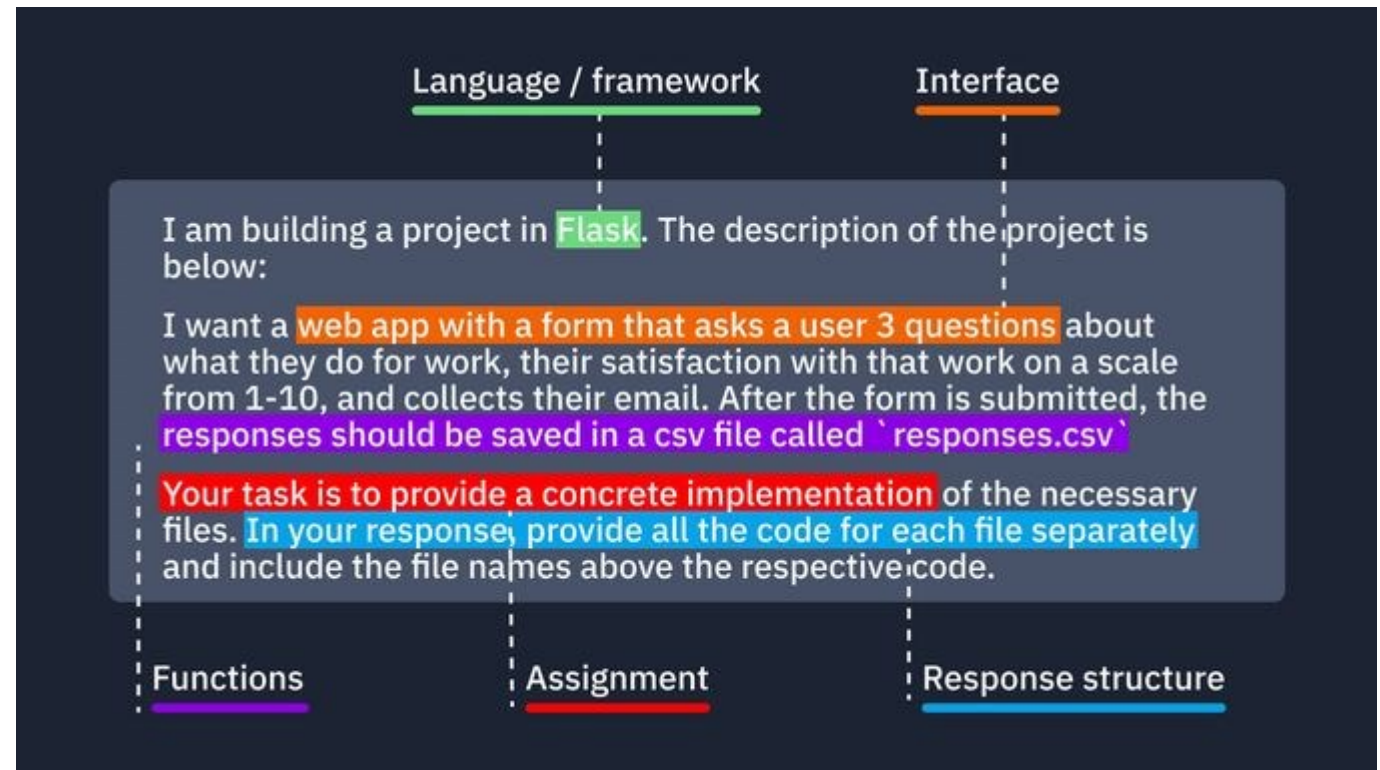 Language / framework
Interface
I am building a project in Flask. The description of the project is
below:
I want a web app with a form that asks a user 3 questions about
what they do for work, their satisfaction with that work on a scale
from 1-10, and collects their email. After the form is submitted, the
responses should be saved in a csv file called `responses.csv`
Your task is to provide a concrete implementation of the necessary
files. In your response, provide all the code for each file separately
and include the file names above the respective code.
Functions
Assignment
Response structure